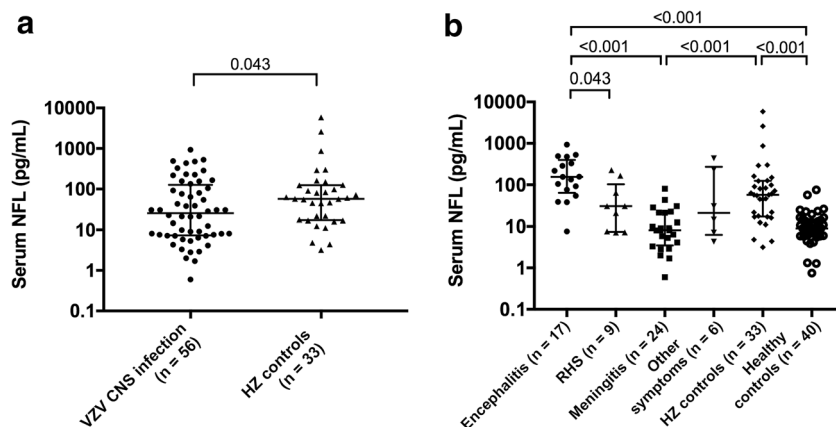 a
0.043
Serum NFL (pg/mL)
10000
1000
100
10
1
0.1
VZV CNS infection
(n = 56)
HZ controls
(n = 33)
b
<0.001
<0.001
<0.001
<0.001
0.043
Serum NFL (pg/mL)
10000
1000
100
10
1
0.1
Encephalitis (n = 17)
RHS (n = 9)
Meningitis (n = 24)
Other
symptoms (n = 6)
HZ controls (n = 33)
Healthy
controls (n = 40)